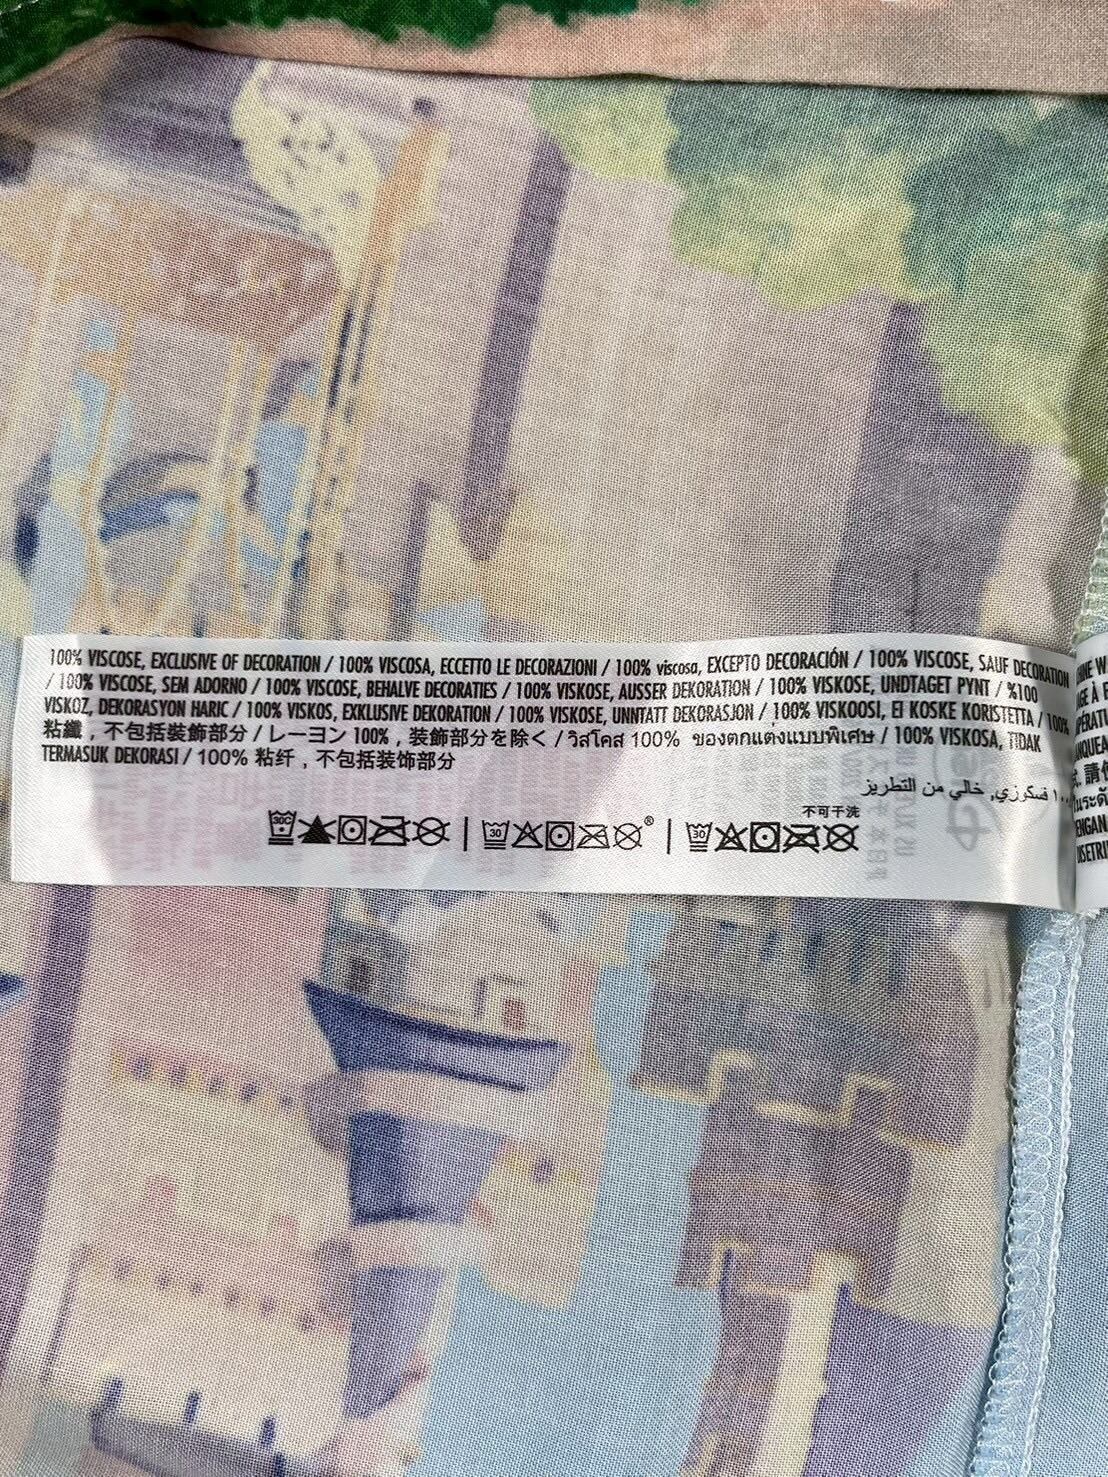 100% VISCOSE, EXCLUSIVE OF DECORATION / 100% VISCOSA, ECCETTO LE DECORAZIONI / 100% viscosa, EXCEPTO DECORACIÓN / 100% VISCOSE, SAUF DECORATION
/ 100% VISCOSE, SEM ADORNO / 100% VISCOSE, BEHALVE DECORATIES / 100% VISKOSE, AUSSER DEKORATION / 100% VISKOSE, UNDTAGET PYNT / %100
VISKOZ, DEKORASYON HARIC / 100% VISKOS, EXKLUSIVE DEKORATION / 100% VISKOSE, UNNTATT DEKORASJON / 100% VISKOOSI, EI KOSKE KORISTETTA / 100%
粘纖，不包括裝飾部分 / レーヨン 100%，装飾部分を除く / วิสโคส 100% ของตกแต่งแบบพิเศษ / 100% VISKOSA, TIDAK
TERMASUK DEKORASI / 100% 粘纤，不包括装饰部分
فسكوزي, خالي من التطريز
不可干洗
30C 30 ® 30